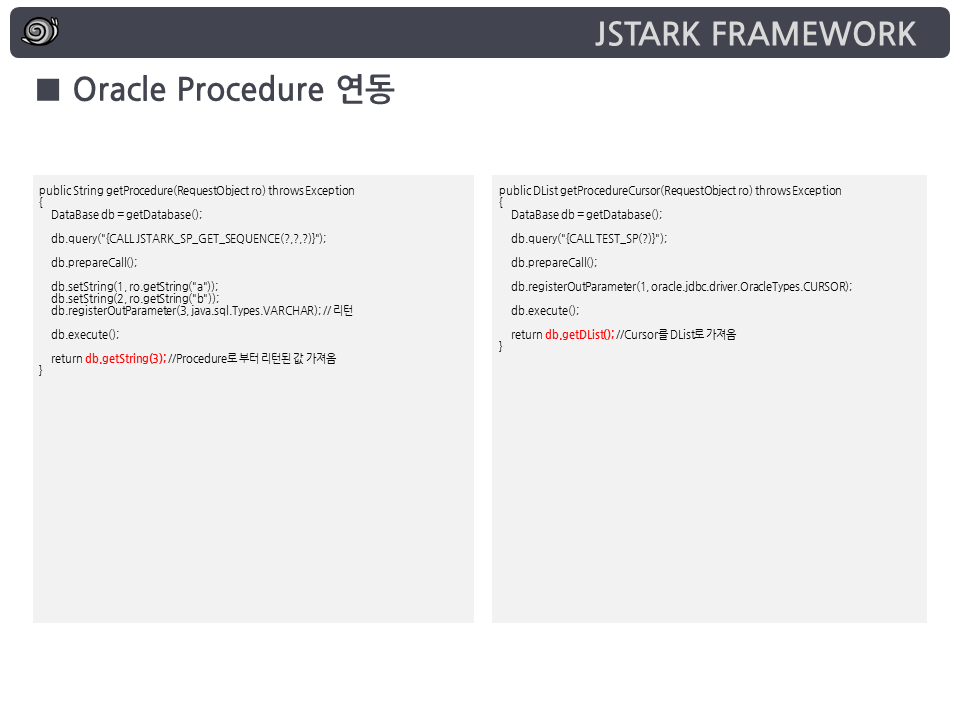 JSTARK FRAMEWORK
■ Oracle Procedure 연동
public String getProcedure(RequestObject ro) throws Exception
{
DataBase db = getDatabase();
db.query("{CALL JSTARK_SP_GET_SEQUENCE(?,?,?)}");
db.prepareCall();
db.setString(1, ro.getString("a"));
db.setString(2, ro.getString("b"));
db.registerOutParameter(3, java.sql.Types.VARCHAR); // 리턴
db.execute();
return db.getString(3); //Procedure로 부터 리턴된 값 가져옴
}
public DList getProcedureCursor(RequestObject ro) throws Exception
{
DataBase db = getDatabase();
db.query("{CALL TEST_SP(?)}");
db.prepareCall();
db.registerOutParameter(1, oracle.jdbc.driver.OracleTypes.CURSOR);
db.execute();
return db.getDList(); //Cursor를 DList로 가져옴
}